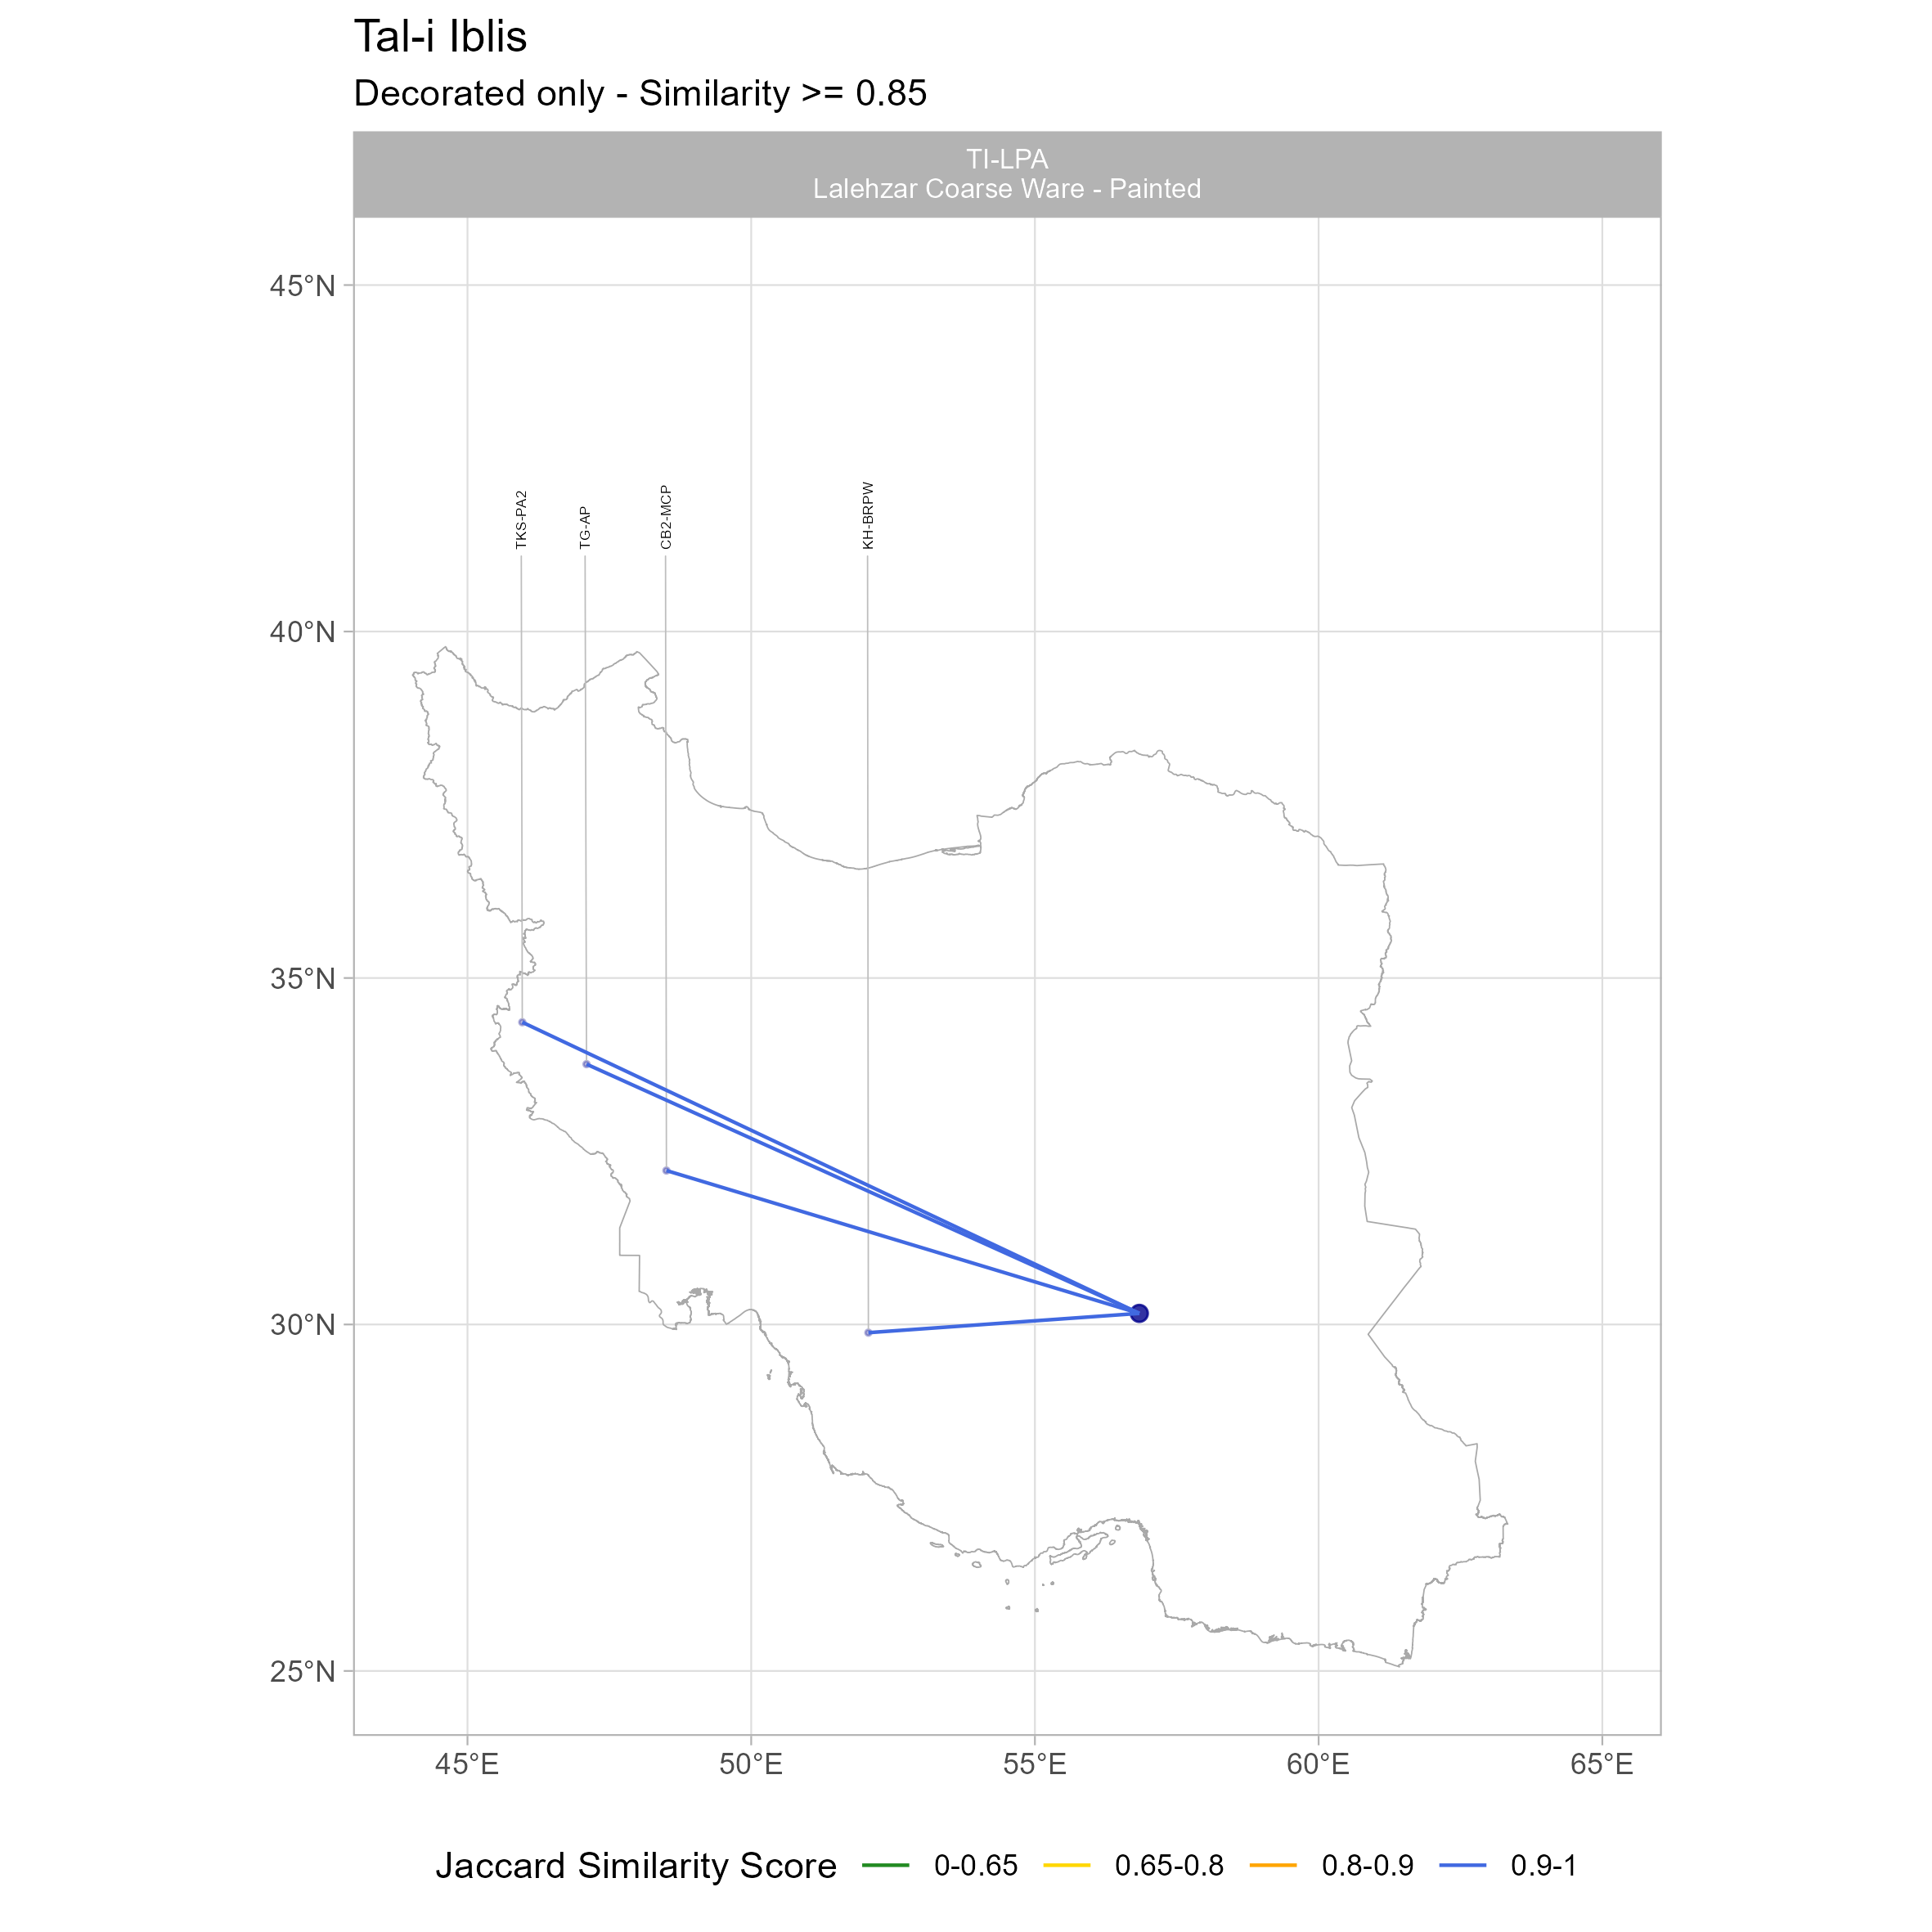 Tal-i Iblis
Decorated only - Similarity >= 0.85
TI-LPA
Lalehzar Coarse Ware - Painted
45°N
40°N
35°N
30°N
25°N
TKS-PA2
TG-AP
CB2-MCP
KH-BRPW
45°E
50°E
55°E
60°E
65°E
Jaccard Similarity Score
0-0.65
0.65-0.8
0.8-0.9
0.9-1